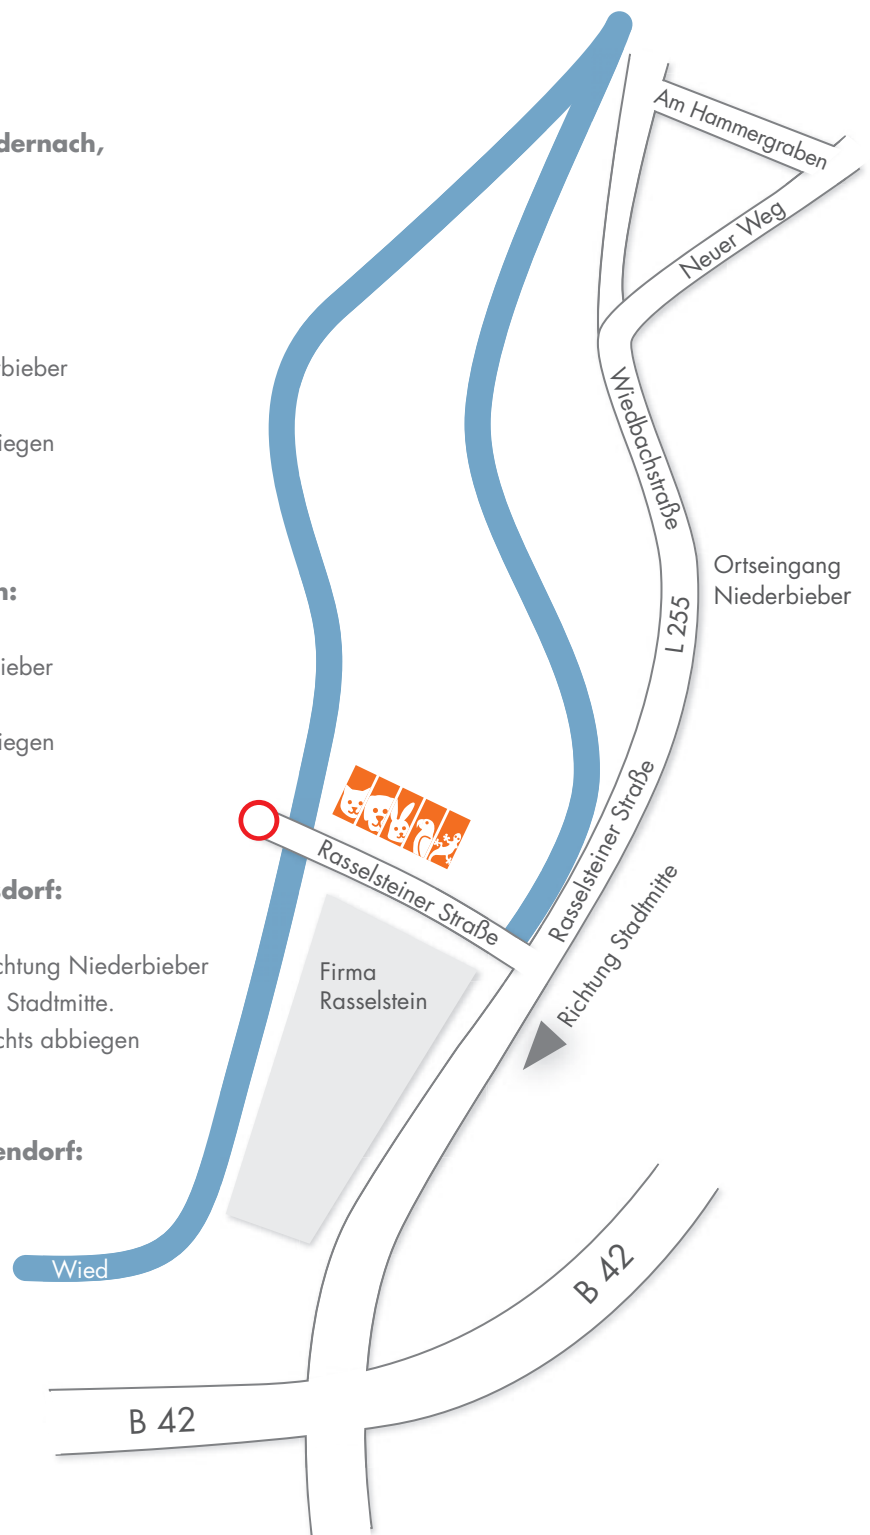 dernach,
bieber
iegen
n:
ieber
iegen
dorf:
chtung Niederbieber
Stadtmitte.
chts abbiegen
endorf:
Am Hammergraben
Neuer Weg
Wiedbachstraße
Ortseingang
Niederbieber
L 255
Rasselsteiner Straße
Rasselsteiner Straße
Richtung Stadtmitte
Firma
Rasselstein
Wied
B 42
B 42